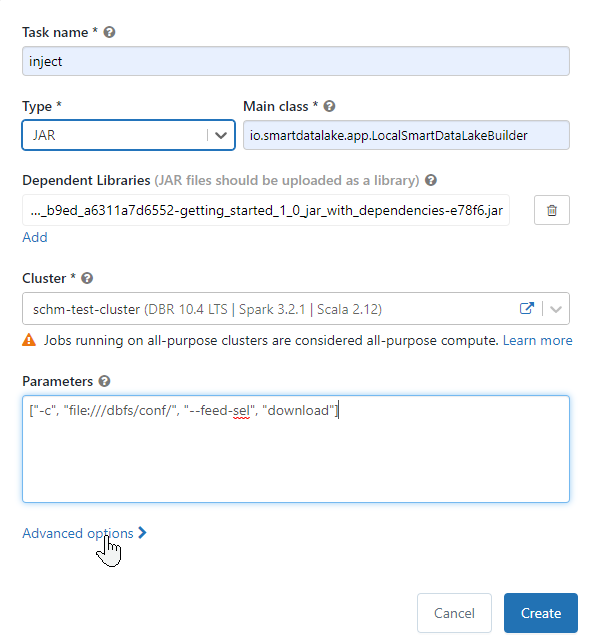 Task name *
inject
Type * Main class *
JAR io.smartdatalake.app.LocalSmartDataLakeBuilder
Dependent Libraries (JAR files should be uploaded as a library)
..._b9ed_a6311a7d6552-getting_started_1_0_jar_with_dependencies-e78f6.jar
Add
Cluster *
schm-test-cluster (DBR 10.4 LTS | Spark 3.2.1 | Scala 2.12)
Jobs running on all-purpose clusters are considered all-purpose compute. Learn more
Parameters
["-c", "file:///dbfs/conf/", "--feed-sel", "download"]
Advanced options
Cancel Create